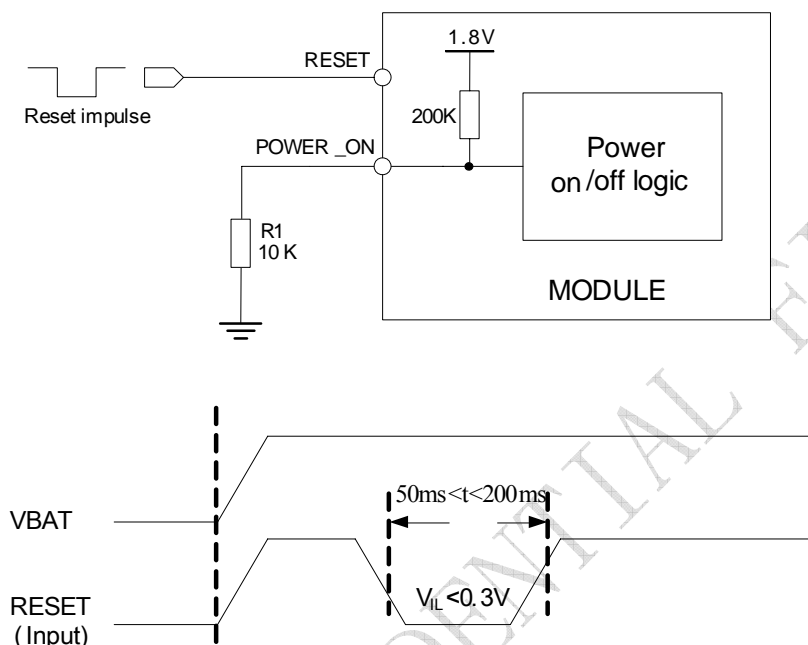 RESET
1.8V
Reset impulse
200K
POWER _ON
Power
on/off logic
R1
10 K
MODULE
50ms<t<200ms
VBAT
RESET
(Input)
VIL<0.3V
DENTIAL